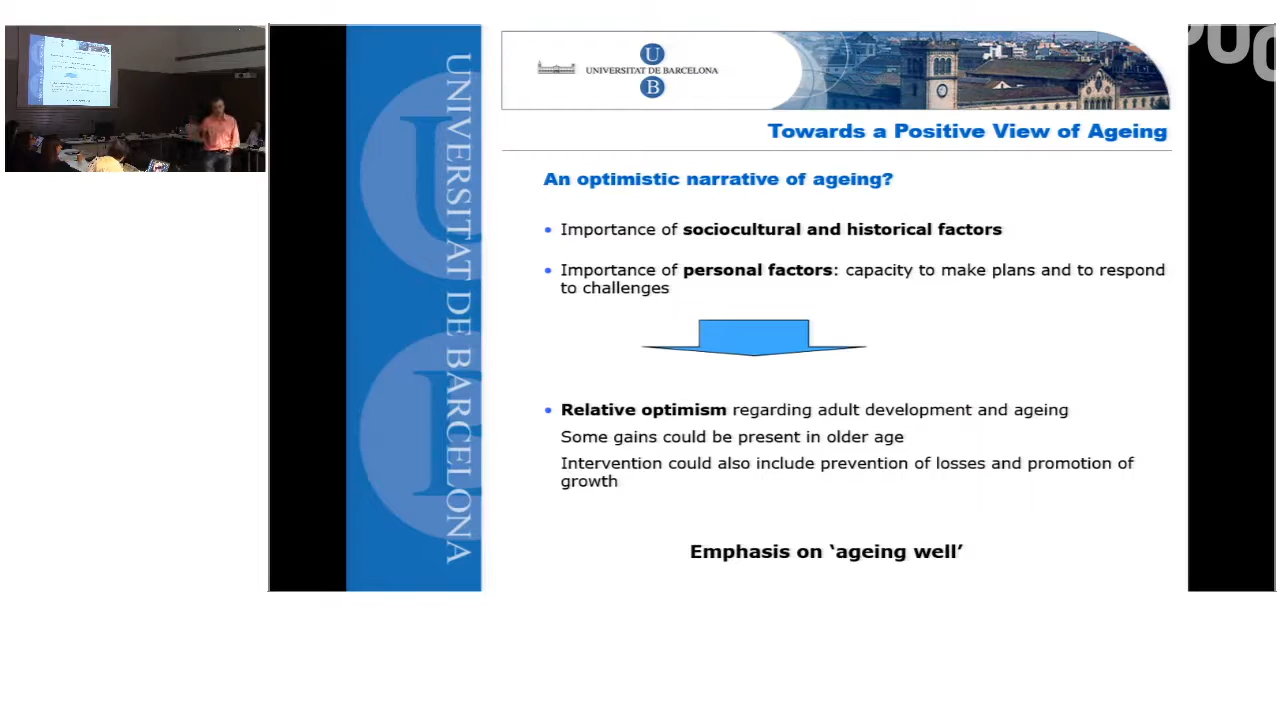 UOC
U
UNIVERSITAT DE BARCELONA
B
Towards a Positive View of Ageing
An optimistic narrative of ageing?
• Importance of sociocultural and historical factors
• Importance of personal factors: capacity to make plans and to respond
to challenges
• Relative optimism regarding adult development and ageing
Some gains could be present in older age
Intervention could also include prevention of losses and promotion of
growth
Emphasis on ‘ageing well’
UNIVERSITAT DE BARCELONA
U
B